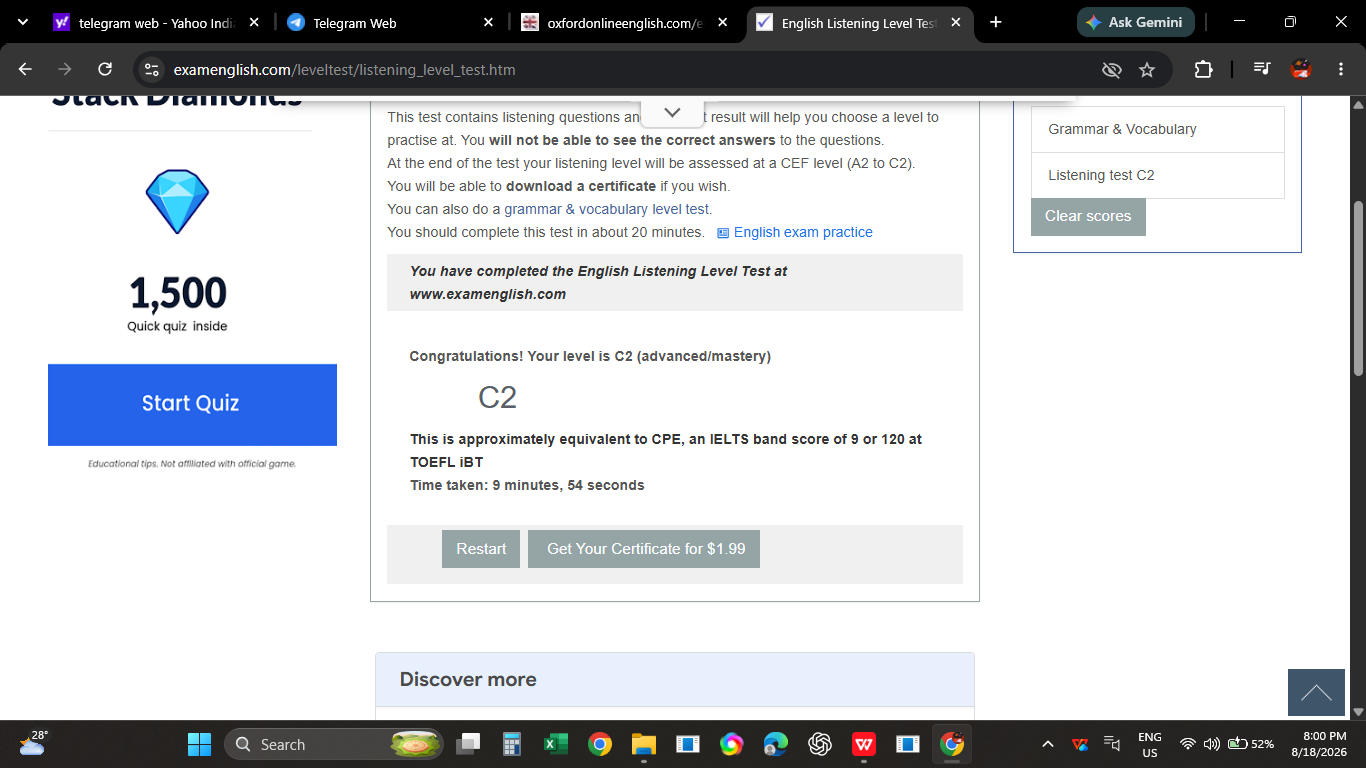 telegram web - Yahoo Indi
Telegram Web
oxfordonlineenglish.com/e
English Listening Level Test
Ask Gemini
examenglish.com/leveltest/listening_level_test.htm
Stack Diamonds
1,500
Quick quiz inside
Start Quiz
Educational tips. Not affiliated with official game.
This test contains listening questions an t result will help you choose a level to
practise at. You will not be able to see the correct answers to the questions.
At the end of the test your listening level will be assessed at a CEF level (A2 to C2).
You will be able to download a certificate if you wish.
You can also do a grammar & vocabulary level test.
You should complete this test in about 20 minutes. English exam practice
You have completed the English Listening Level Test at
www.examenglish.com
Congratulations! Your level is C2 (advanced/mastery)
C2
This is approximately equivalent to CPE, an IELTS band score of 9 or 120 at
TOEFL iBT
Time taken: 9 minutes, 54 seconds
Restart
Get Your Certificate for $1.99
Discover more
Grammar & Vocabulary
Listening test C2
Clear scores
28°
Search
ENG
US
52%
8:00 PM
8/18/2026